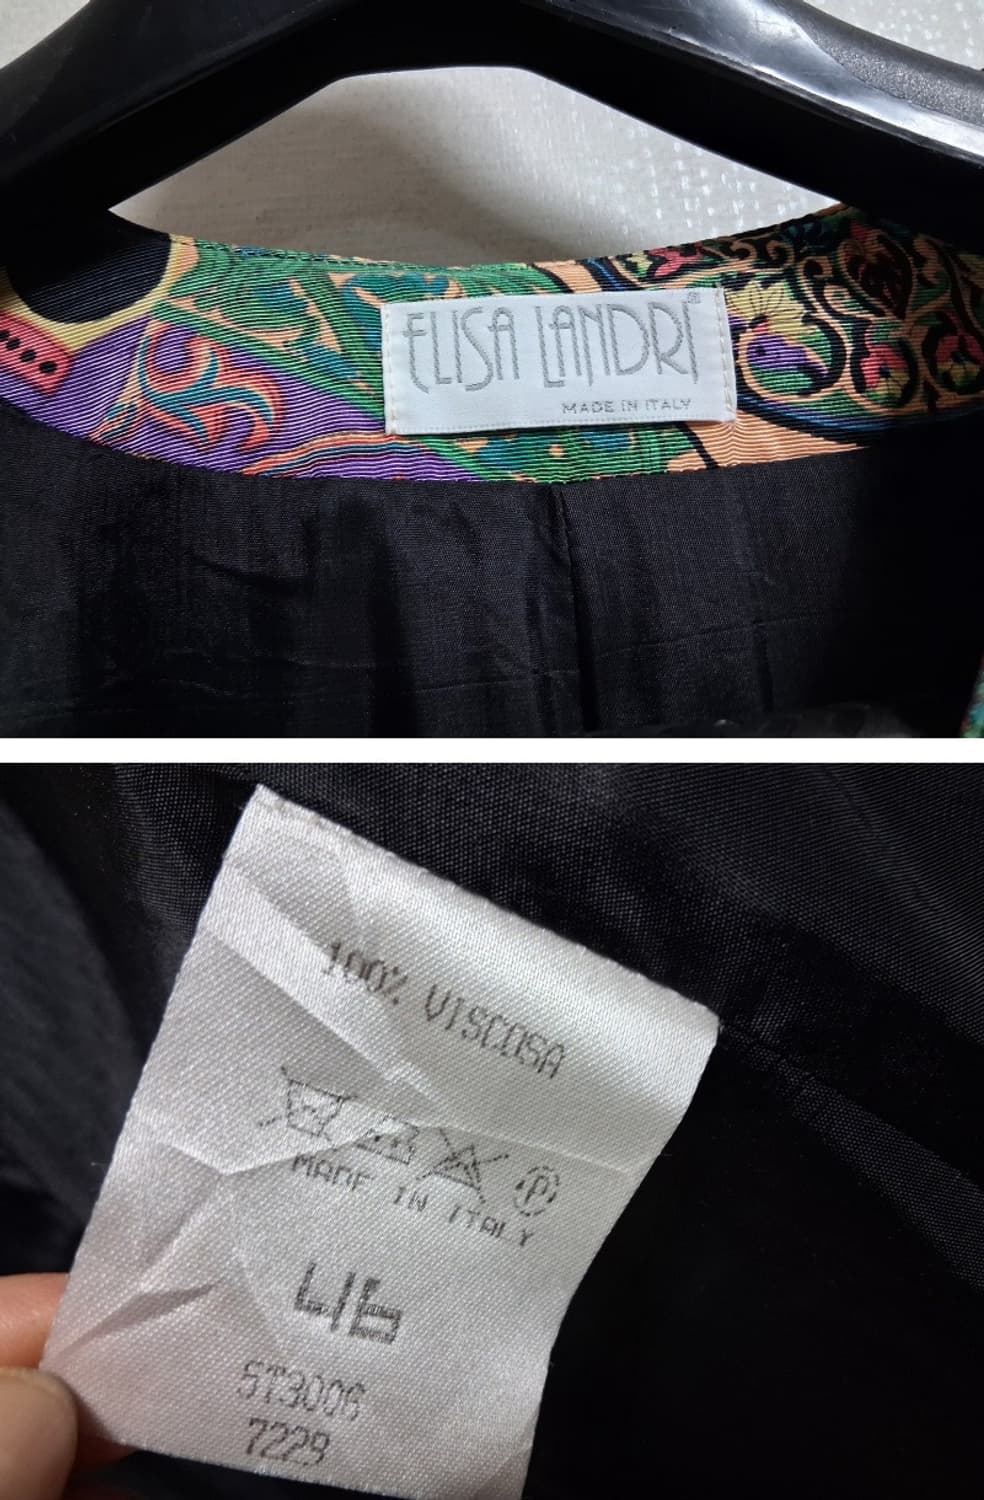 ELISA LANDRI
MADE IN ITALY
100% VISCOSA
MADE IN ITALY
46
ST3006
7229